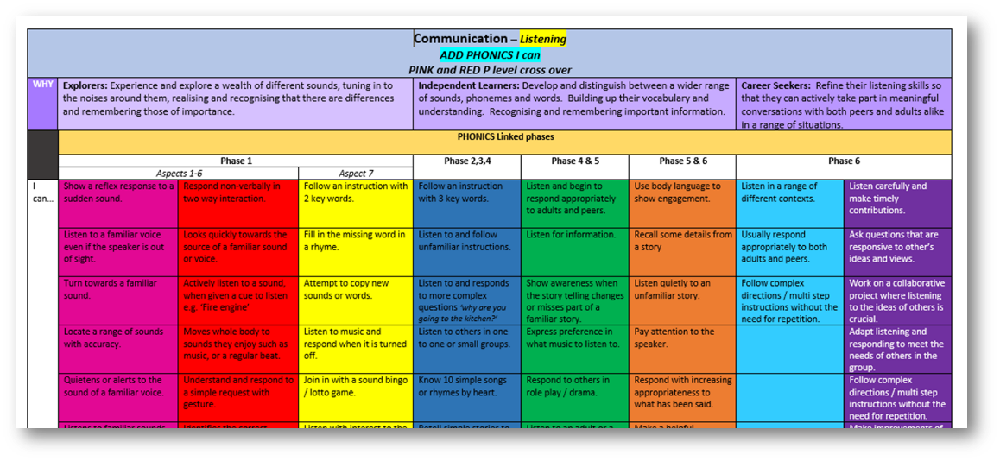 Communication – Listening
ADD PHONICS I can
PINK and RED P level cross over
WHY
Explorers: Experience and explore a wealth of different sounds, tuning in to
the noises around them, realising and recognising that there are differences
and remembering those of importance.
Independent Learners: Develop and distinguish between a wider range
of sounds, phonemes and words. Building up their vocabulary and
understanding. Recognising and remembering important information.
Career Seekers: Refine their listening skills so
that they can actively take part in meaningful
conversations with both peers and adults alike
in a range of situations.
PHONICS Linked phases
Phase 1
Phase 2,3,4
Phase 4 & 5
Phase 5 & 6
Phase 6
Aspects 1-6
Aspect 7
I
can...
Show a reflex response to a
sudden sound.
Respond non-verbally in
two way interaction.
Follow an instruction with
2 key words.
Follow an instruction
with 3 key words.
Listen and begin to
respond appropriately
to adults and peers.
Use body language to
show engagement.
Listen in a range of
different contexts.
Listen carefully and
make timely
contributions.
Listen to a familiar voice
even if the speaker is out
of sight.
Looks quickly towards the
source of a familiar sound
or voice.
Fill in the missing word in
a rhyme.
Listen to and follow
unfamiliar instructions.
Listen for information.
Recall some details from
a story
Usually respond
appropriately to both
adults and peers.
Ask questions that are
responsive to other's
ideas and views.
Turn towards a familiar
sound.
Actively listen to a sound,
when given a cue to listen
e.g. 'Fire engine'
Attempt to copy new
sounds or words.
Listen to and responds
to more complex
questions 'why are you
going to the kitchen?'
Show awareness when
the story telling changes
or misses part of a
familiar story.
Listen quietly to an
unfamiliar story.
Follow complex
directions / multi step
instructions without the
need for repetition.
Work on a collaborative
project where listening
to the ideas of others is
crucial.
Locate a range of sounds
with accuracy.
Moves whole body to
sounds they enjoy such as
music, or a regular beat.
Listen to music and
respond when it is turned
off.
Listen to others in one
to one or small groups.
Express preference in
what music to listen to.
Pay attention to the
speaker.
Adapt listening and
responding to meet the
needs of others in the
group.
Quietens or alerts to the
sound of a familiar voice.
Understand and respond to
a simple request with
gesture.
Join in with a sound bingo
/ lotto game.
Know 10 simple songs
or rhymes by heart.
Respond to others in
role play / drama.
Respond with increasing
appropriateness to
what has been said.
Follow complex
directions / multi step
instructions without the
need for repetition.
Listens to familiar sounds
Identifies the correct
Listen with interest to the
Retell simple stories to
Listen to an adult or a
Make a helpful
Make improvements of